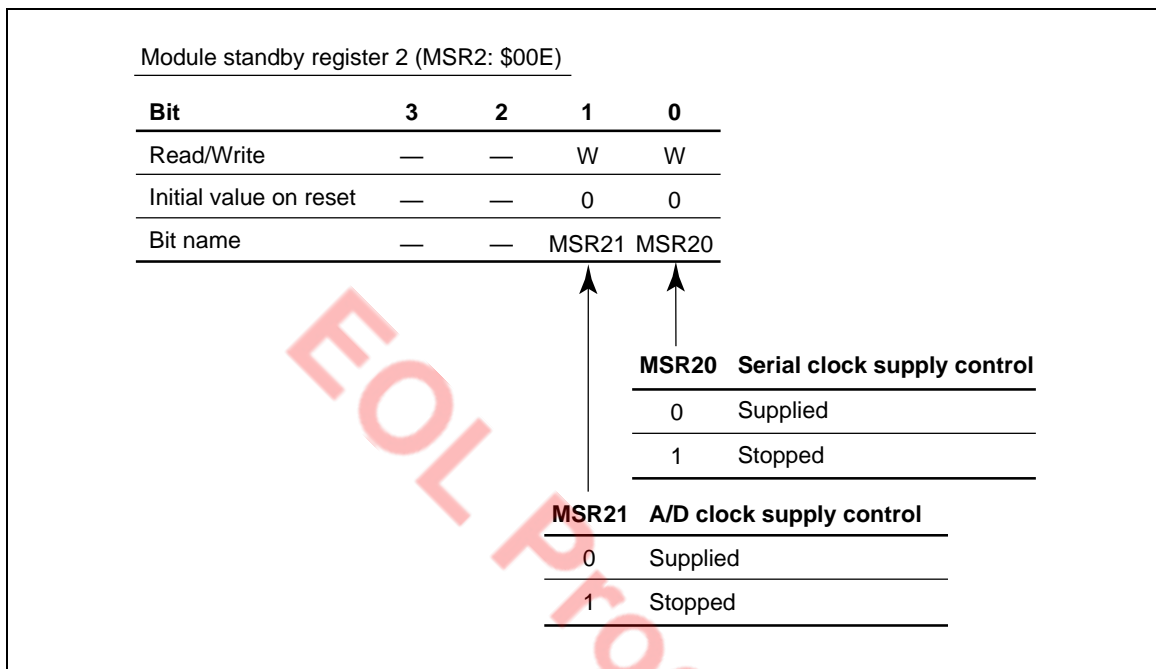 Module standby register 2 (MSR2: $00E)
Bit 3 2 1 0
Read/Write — — W W
Initial value on reset — — 0 0
Bit name — — MSR21 MSR20
MSR20 Serial clock supply control
0 Supplied
1 Stopped
MSR21 A/D clock supply control
0 Supplied
1 Stopped
EOL